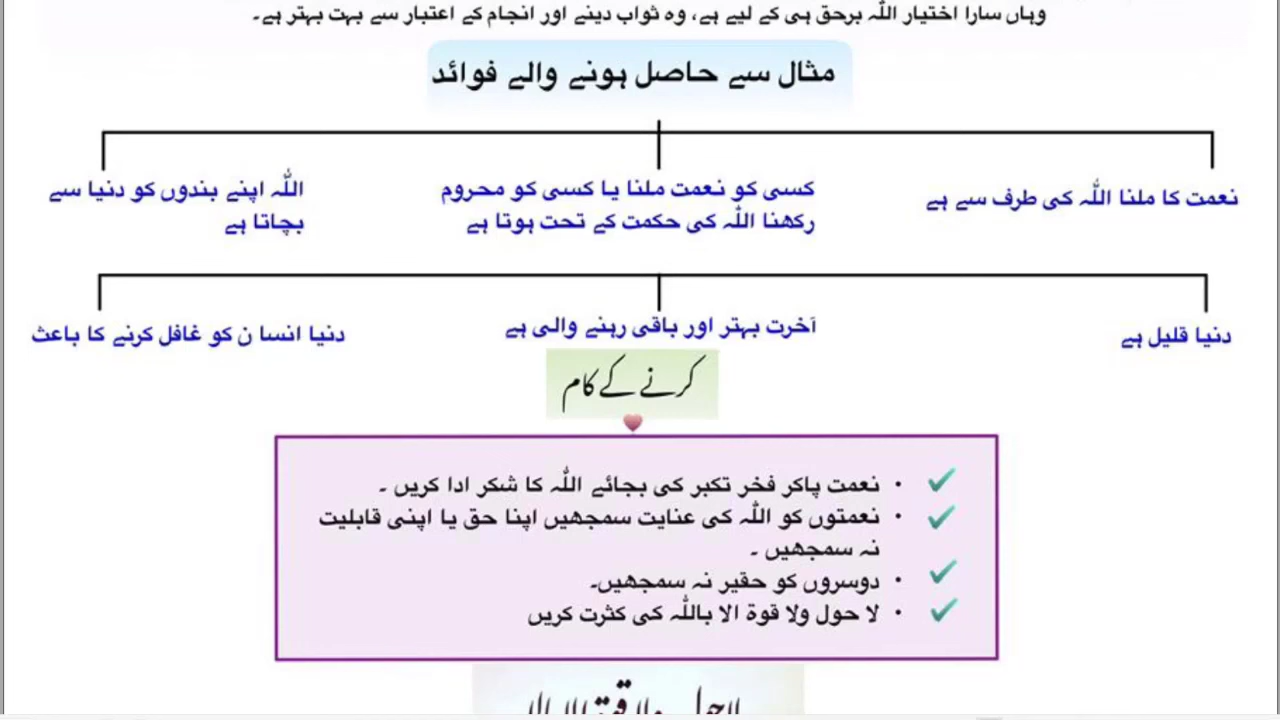 وہاں سارا اختیار اللہ برحق ہی کے لیے ہے، وہ ثواب دینے اور انجام کے اعتبار سے بہت بہتر ہے۔
مثال سے حاصل ہونے والے فوائد
نعمت کا ملنا اللہ کی طرف سے ہے
کسی کو نعمت ملنا یا کسی کو محروم
رکھنا اللہ کی حکمت کے تحت ہوتا ہے
اللہ اپنے بندوں کو دنیا سے
بچاتا ہے
دنیا قلیل ہے
آخرت بہتر اور باقی رہنے والی ہے
دنیا انسا ن کو غافل کرنے کا باعث
کرنے کے کام
• نعمت پاکر فخر تکبر کی بجائے اللہ کا شکر ادا کریں ۔
• نعمتوں کو اللہ کی عنایت سمجھیں اپنا حق یا اپنی قابلیت
نہ سمجھیں ۔
• دوسروں کو حقیر نہ سمجھیں۔
• لا حول ولا قوۃ الا باللہ کی کثرت کریں